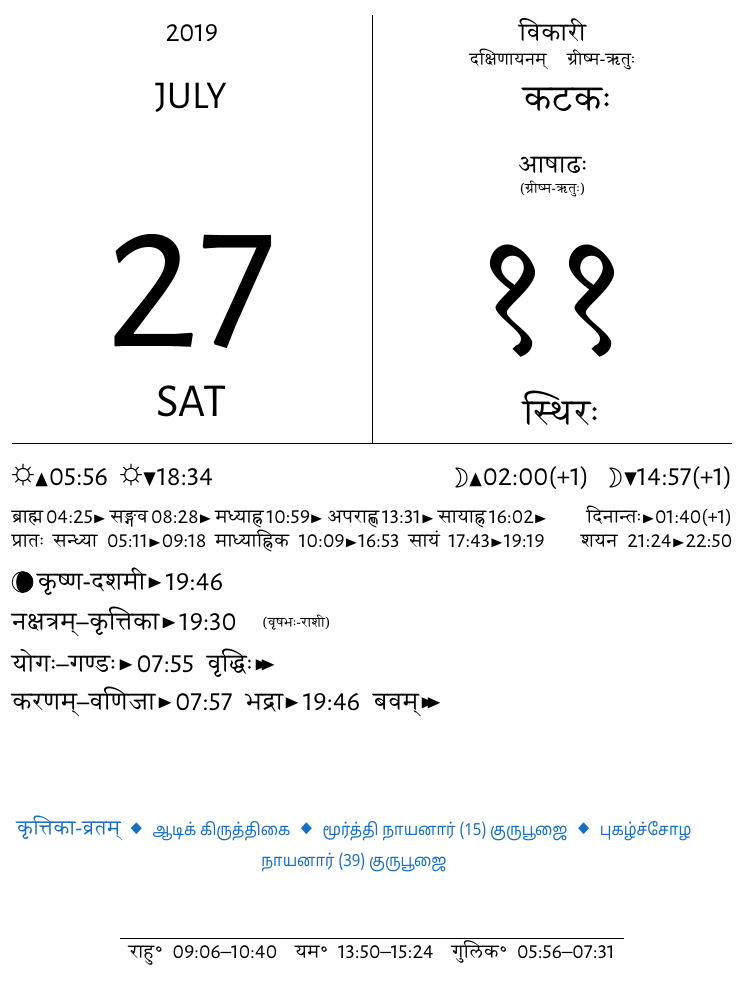 2019
JULY
27
SAT
विकारी
दक्षिणायनम् ग्रीष्म-ऋतुः
कटकः
आषाढः
(ग्रीष्म-ऋतुः)
११
स्थिरः
☼▲05:56 ☼▼18:34 ☽▲02:00(+1) ☽▼14:57(+1)
ब्राह्म 04:25► सङ्गव 08:28► मध्याह्न 10:59► अपराह्ण 13:31► सायाह्न 16:02► दिनान्तः►01:40(+1)
प्रातः सन्ध्या 05:11►09:18 माध्याह्निक 10:09►16:53 सायं 17:43►19:19 शयन 21:24►22:50
कृष्ण-दशमी►19:46
नक्षत्रम्–कृत्तिका►19:30 (वृषभः-राशी)
योगः–गण्डः►07:55 वृद्धिः►►
करणम्–वणिजा►07:57 भद्रा►19:46 बवम्►►
कृत्तिका-व्रतम् ◆ ஆடிக் கிருத்திகை ◆ மூர்த்தி நாயனார் (15) குருபூஜை ◆ புகழ்ச்சோழ
நாயனார் (39) குருபூஜை
राहु° 09:06–10:40 यम° 13:50–15:24 गुलिक° 05:56–07:31